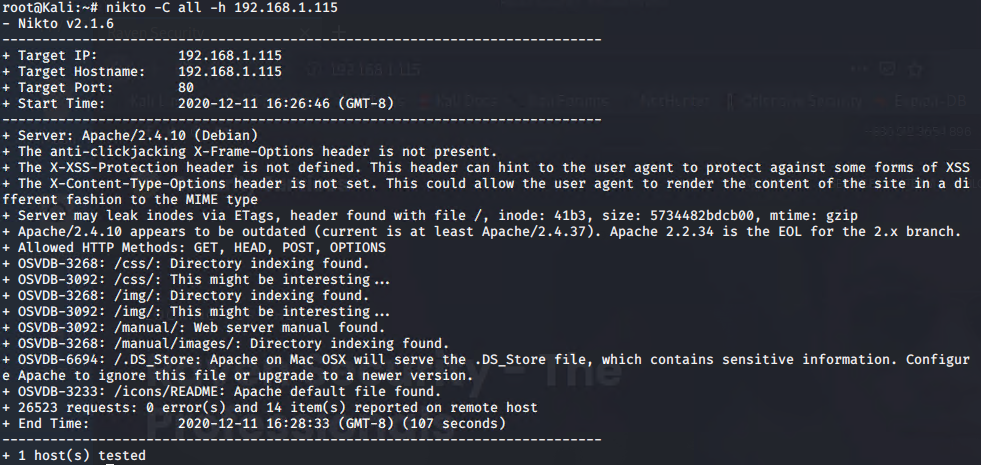 root@Kali:~# nikto -C all -h 192.168.1.115
- Nikto v2.1.6
---------------------------------------------------------------------------
+ Target IP:          192.168.1.115
+ Target Hostname:    192.168.1.115
+ Target Port:        80
+ Start Time:         2020-12-11 16:26:46 (GMT-8)
---------------------------------------------------------------------------
+ Server: Apache/2.4.10 (Debian)
+ The anti-clickjacking X-Frame-Options header is not present.
+ The X-XSS-Protection header is not defined. This header can hint to the user agent to protect against some forms of XSS
+ The X-Content-Type-Options header is not set. This could allow the user agent to render the content of the site in a di
fferent fashion to the MIME type
+ Server may leak inodes via ETags, header found with file /, inode: 41b3, size: 5734482bdcb00, mtime: gzip
+ Apache/2.4.10 appears to be outdated (current is at least Apache/2.4.37). Apache 2.2.34 is the EOL for the 2.x branch.
+ Allowed HTTP Methods: GET, HEAD, POST, OPTIONS
+ OSVDB-3268: /css/: Directory indexing found.
+ OSVDB-3092: /css/: This might be interesting...
+ OSVDB-3268: /img/: Directory indexing found.
+ OSVDB-3092: /img/: This might be interesting...
+ OSVDB-3092: /manual/: Web server manual found.
+ OSVDB-3268: /manual/images/: Directory indexing found.
+ OSVDB-6694: /.DS_Store: Apache on Mac OSX will serve the .DS_Store file, which contains sensitive information. Configur
e Apache to ignore this file or upgrade to a newer version.
+ OSVDB-3233: /icons/README: Apache default file found.
+ 26523 requests: 0 error(s) and 14 item(s) reported on remote host
+ End Time:           2020-12-11 16:28:33 (GMT-8) (107 seconds)
---------------------------------------------------------------------------
+ 1 host(s) tested
192.168.1.115
Security - The
Professionals